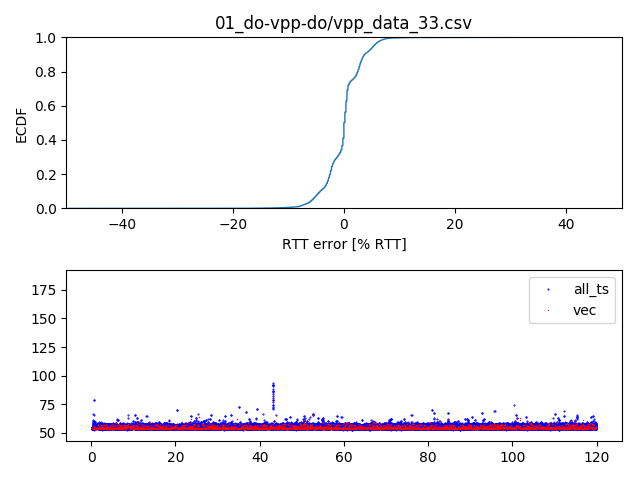 01_do-vpp-do/vpp_data_33.csv
1.0
0.8
0.6
0.4
0.2
0.0
ECDF
−40 −20 0 20 40
RTT error [% RTT]
175
150
125
100
75
50
all_ts
vec
0 20 40 60 80 100 120